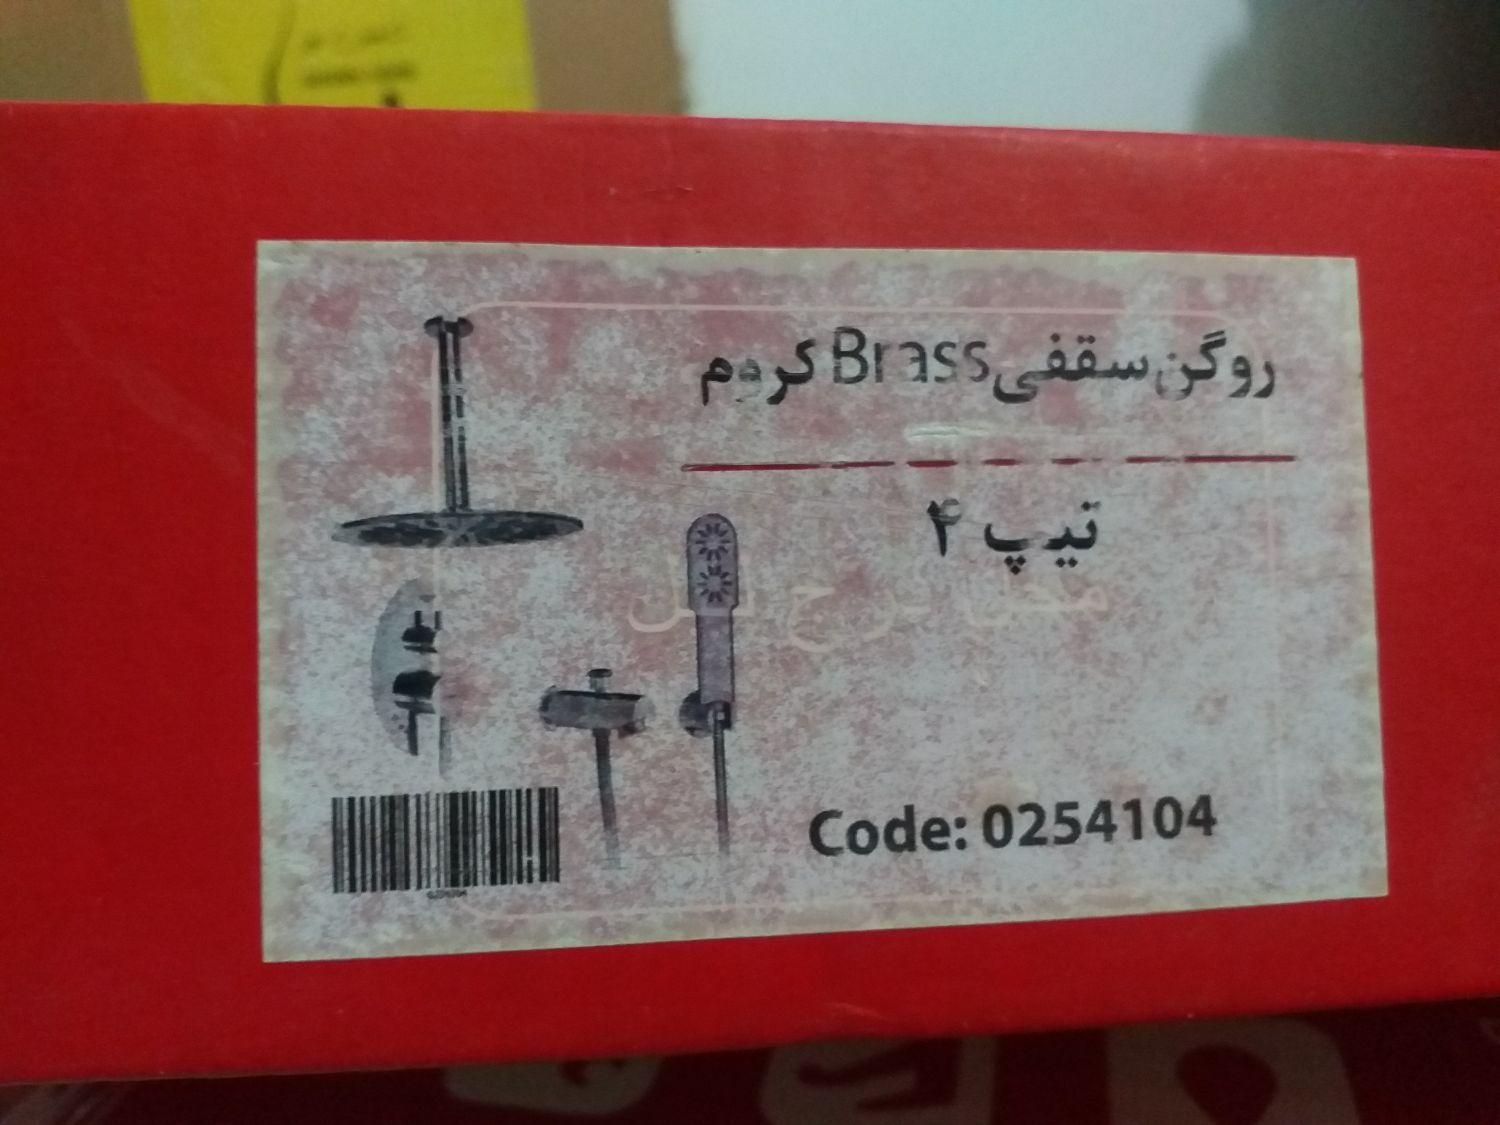 روگن سقفی Brass کروم
تیپ ۴
Code: 0254104